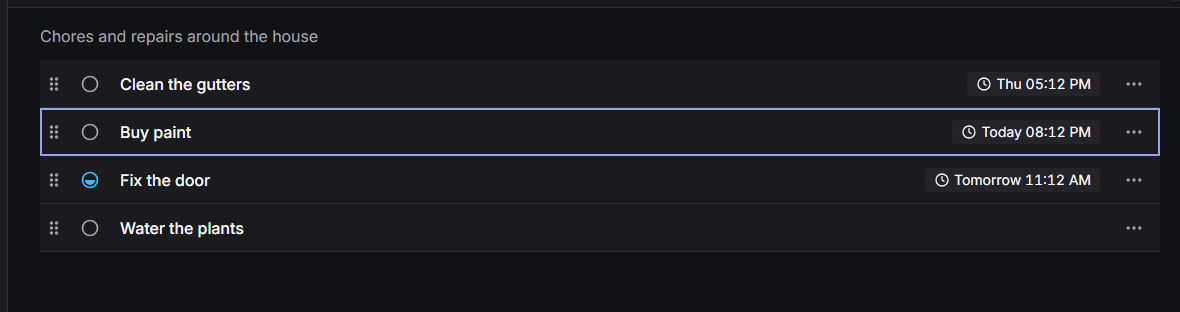 Chores and repairs around the house
Clean the gutters Thu 05:12 PM
Buy paint Today 08:12 PM
Fix the door Tomorrow 11:12 AM
Water the plants